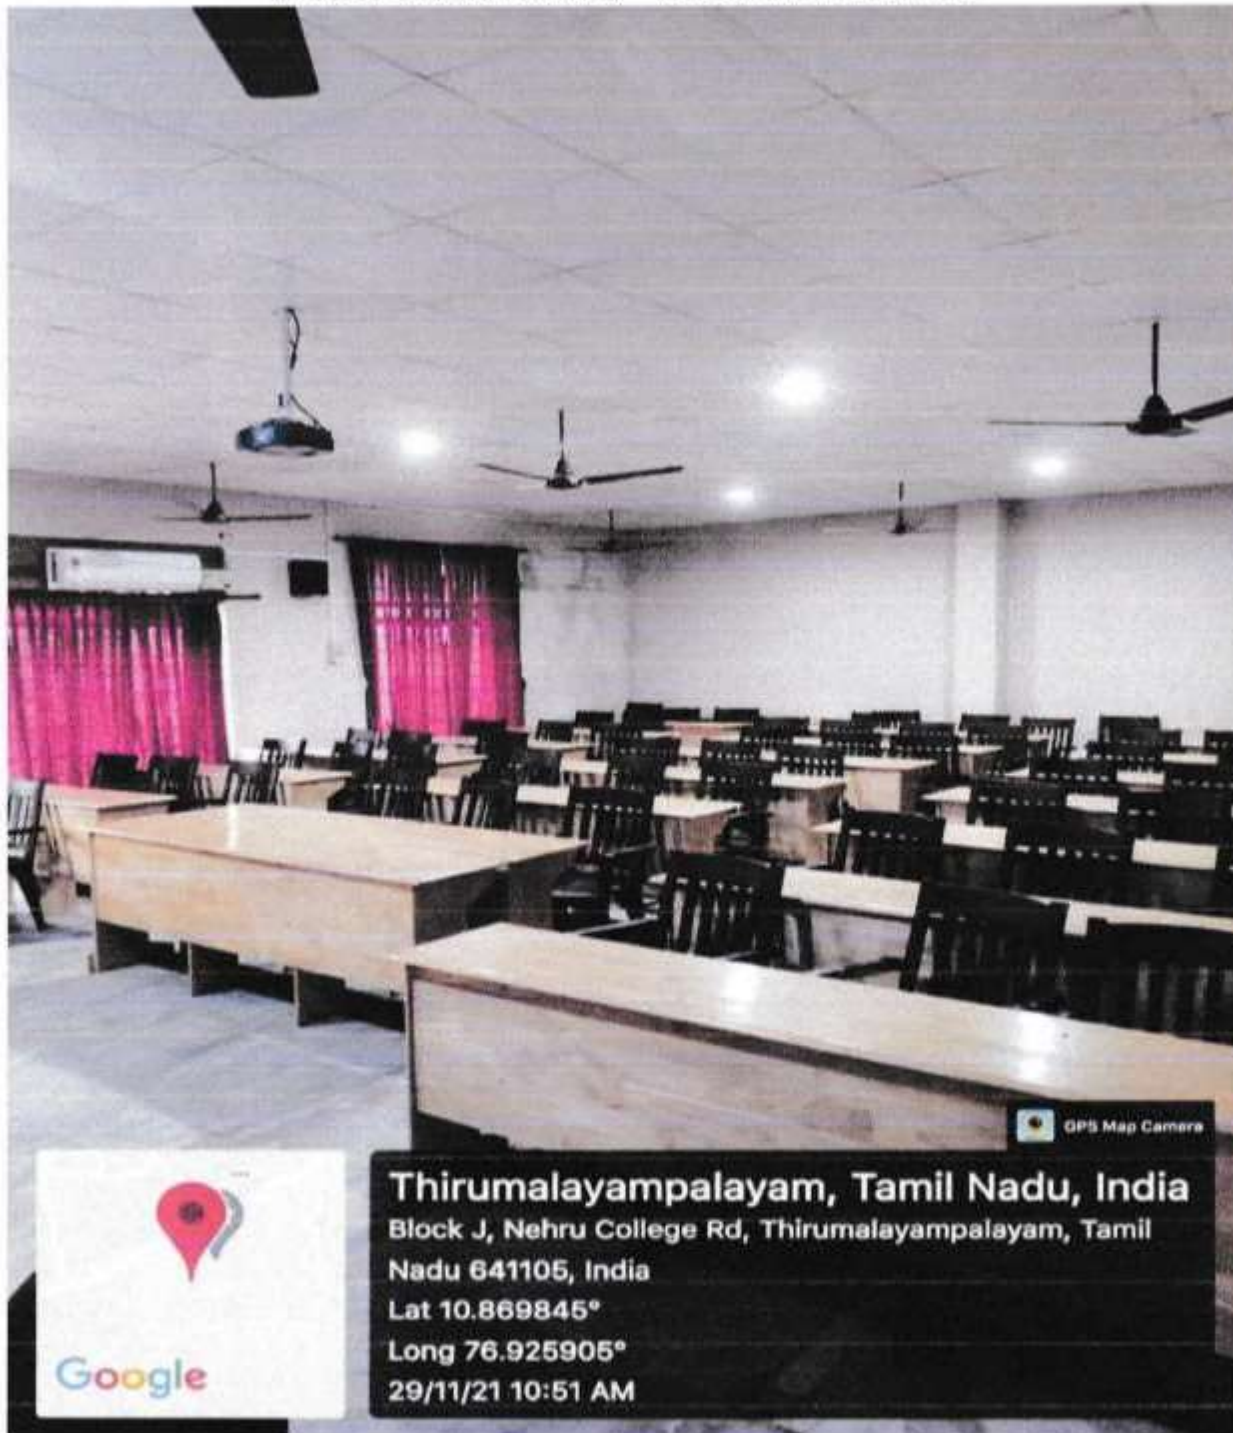 GPS Map Camera
Thirumalayampalayam, Tamil Nadu, India
Block J, Nehru College Rd, Thirumalayampalayam, Tamil
Nadu 641105, India
Lat 10.869845°
Long 76.925905°
29/11/21 10:51 AM
Google